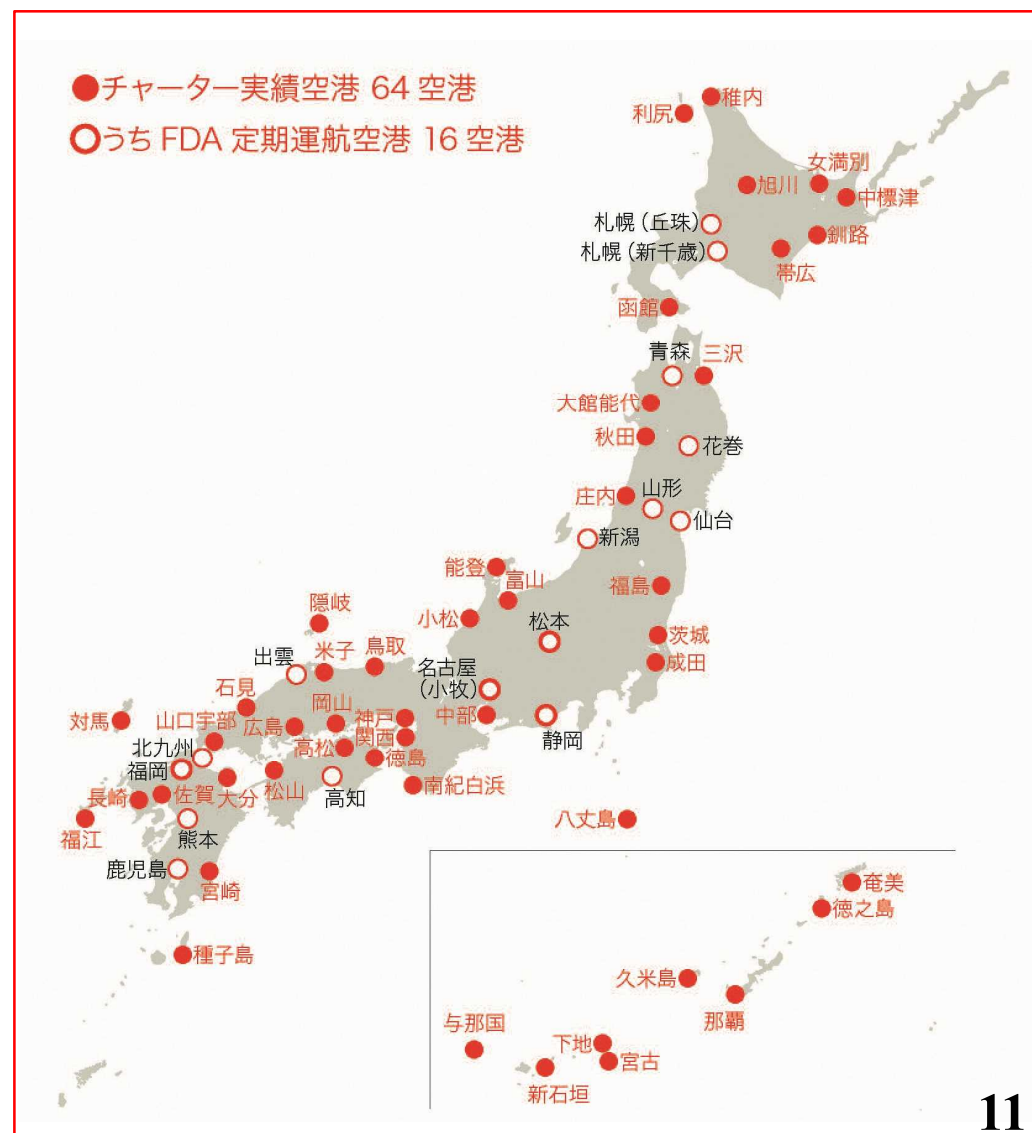 チャーター実績空港 64 空港
うち FDA 定期運航空港 16 空港
稚内
利尻
女満別
旭川
中標津
札幌(丘珠)
釧路
札幌(新千歳)
帯広
函館
青森
三沢
大館能代
秋田
花巻
山形
庄内
仙台
新潟
能登
富山
福島
隠岐
小松
松本
茨城
出雲
米子
鳥取
名古屋
(小牧)
成田
石見
岡山
神戸
中部
対馬
山口宇部
広島
関西
静岡
北九州
高松
徳島
福岡
長崎
佐賀
大分
松山
高知
南紀白浜
福江
熊本
八丈島
鹿児島
宮崎
奄美
徳之島
種子島
久米島
那覇
与那国
下地
宮古
新石垣
11